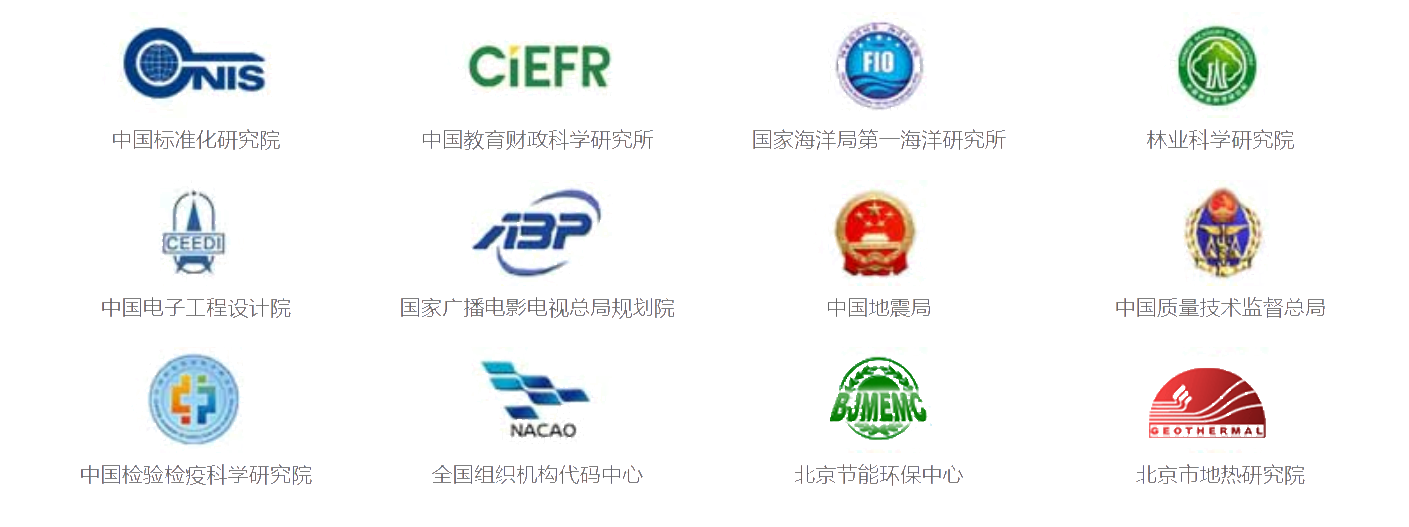 CNIS
CiEFR
FIO
中国标准化研究院
中国教育财政科学研究所
国家海洋局第一海洋研究所
林业科学研究院
CEEDI
ABP
中国电子工程设计院
国家广播电影电视总局规划院
中国地震局
中国质量技术监督总局
NACAO
BJMEMC
GEOTHERMAL
中国检验检疫科学研究院
全国组织机构代码中心
北京节能环保中心
北京市地热研究院